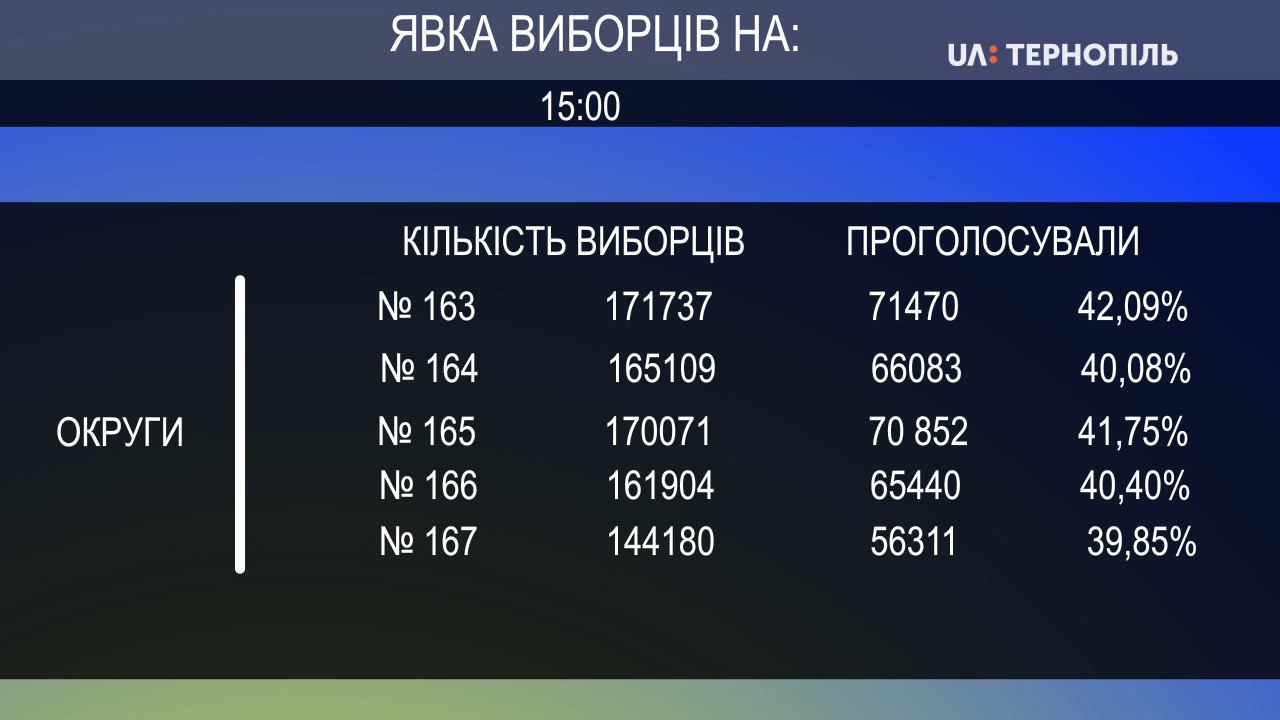 ЯВКА ВИБОРЦІВ НА:
UA: ТЕРНОПІЛЬ
15:00
КІЛЬКІСТЬ ВИБОРЦІВ ПРОГОЛОСУВАЛИ
№ 163 171737 71470 42,09%
№ 164 165109 66083 40,08%
ОКРУГИ № 165 170071 70 852 41,75%
№ 166 161904 65440 40,40%
№ 167 144180 56311 39,85%